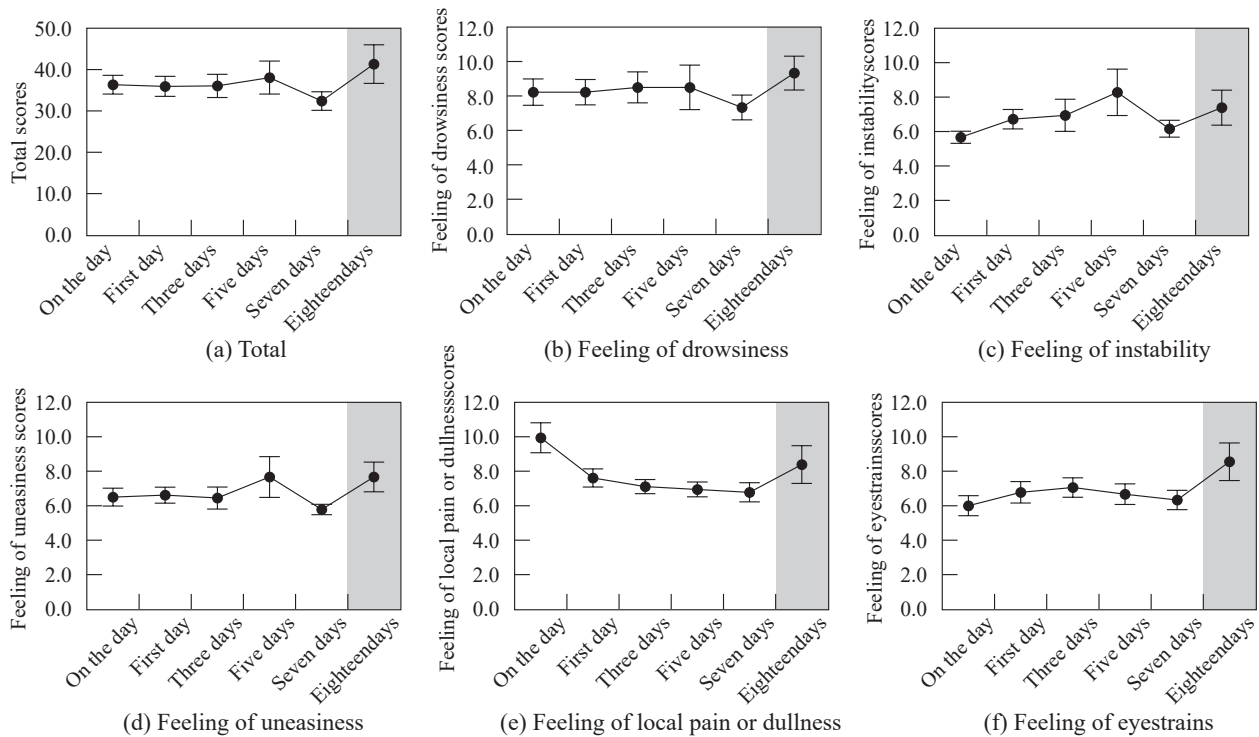 Total scores
50.0
40.0
30.0
20.0
10.0
0.0
On the day
First day
Three days
Five days
Seven days
Eighteendays
(a) Total
Feeling of drowsiness scores
12.0
10.0
8.0
6.0
4.0
2.0
0.0
On the day
First day
Three days
Five days
Seven days
Eighteendays
(b) Feeling of drowsiness
Feeling of instabilityscores
12.0
10.0
8.0
6.0
4.0
2.0
0.0
On the day
First day
Three days
Five days
Seven days
Eighteendays
(c) Feeling of instability
Feeling of uneasiness scores
12.0
10.0
8.0
6.0
4.0
2.0
0.0
On the day
First day
Three days
Five days
Seven days
Eighteendays
(d) Feeling of uneasiness
Feeling of local pain or dullnessscores
12.0
10.0
8.0
6.0
4.0
2.0
0.0
On the day
First day
Three days
Five days
Seven days
Eighteendays
(e) Feeling of local pain or dullness
Feeling of eyestrainsscores
12.0
10.0
8.0
6.0
4.0
2.0
0.0
On the day
First day
Three days
Five days
Seven days
Eighteendays
(f) Feeling of eyestrains